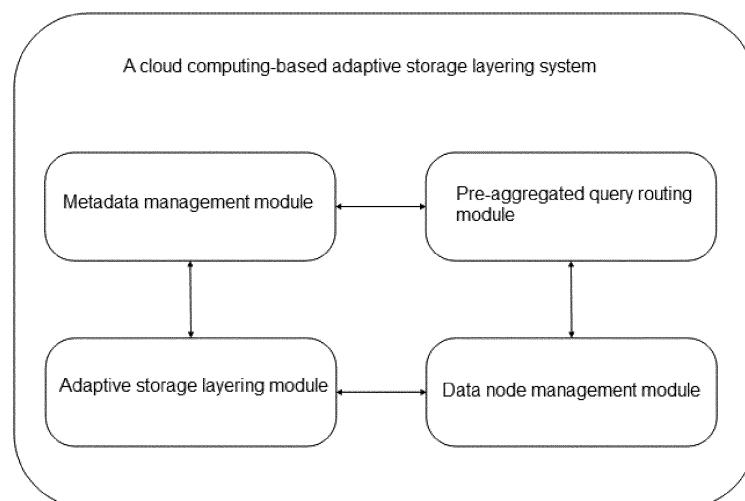 A cloud computing-based adaptive storage layering system
Metadata management module
Pre-aggregated query routing
module
Adaptive storage layering module
Data node management module